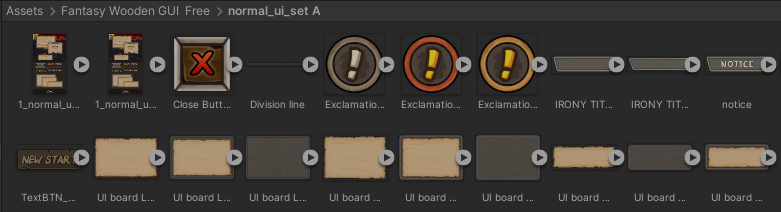 Assets > Fantasy Wooden GUI Free > normal_ui_set A
NOTICE
1_normal_u... 1_normal_u... Close Butt... Division line Exclamatio... Exclamatio... Exclamatio... IRONY TIT... IRONY TIT... notice
NEW START
TextBTN_... UI board L... UI board L... UI board L... UI board ... UI board ... UI board ... UI board ... UI board ... UI board ...